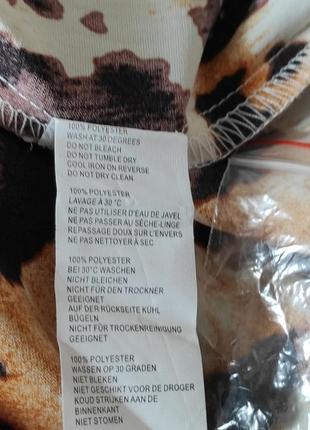 100% POLYESTER
WASH AT 30 DEGREES
DO NOT BLEACH
DO NOT TUMBLE DRY
COOL IRON ON REVERSE
DO NOT DRY CLEAN
100% POLYESTER
LAVAGE À 30°C
NE PAS UTILISER D'EAU DE JAVEL
NE PAS PASSER AU SÈCHE-LINGE
REPASSAGE DOUX SUR L'ENVERS
NE PAS NETTOYER À SEC
100% POLYESTER
BEI 30°WASCHEN
NICHT BLEICHEN
NICHT FÜR DEN TROCKNER
GEEIGNET
AUF DER RÜCKSEITE KÜHL
BÜGELN
NICHT FÜR TROCKENREINIGUNG
GEEIGNET
100% POLYESTER
WASSEN OP 30 GRADEN
NIET BLEKEN
NIET GESCHIKT VOOR DE DROGER
KOUD STRIJKEN AAN DE
BINNENKANT
NIET STOMEN